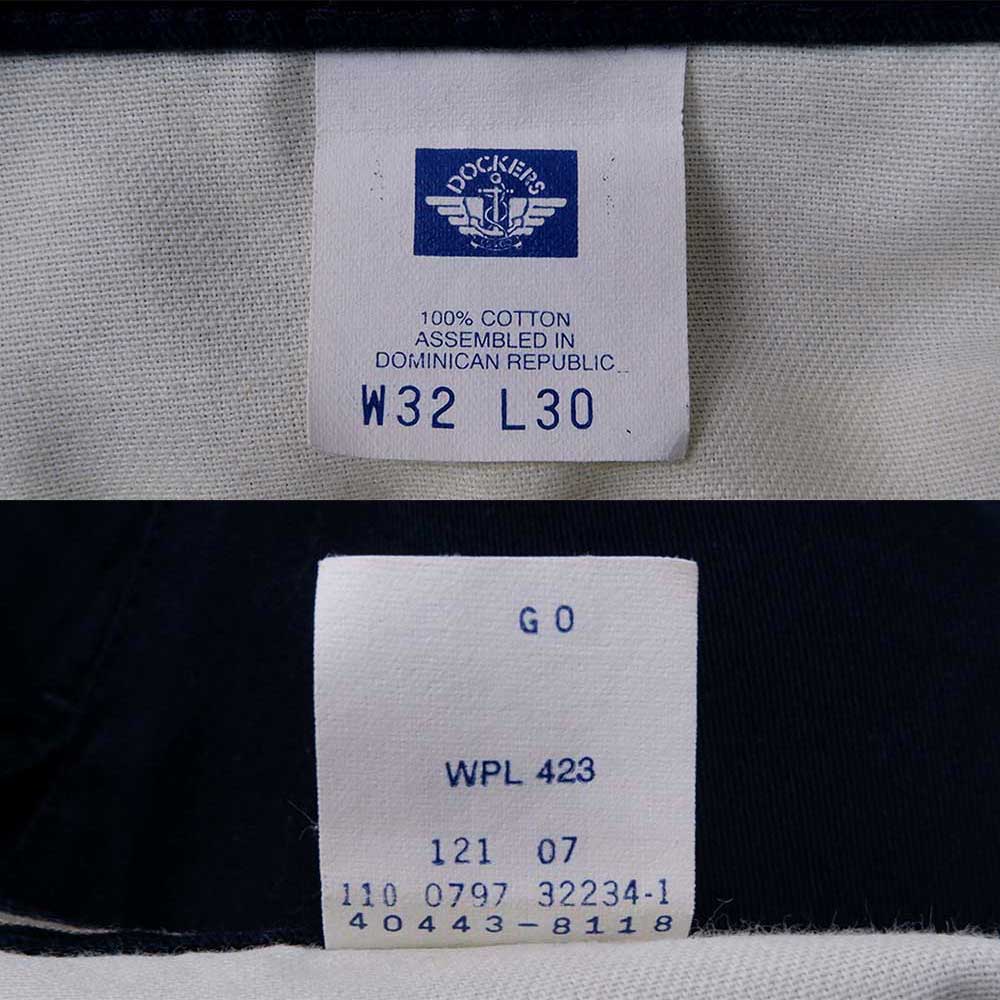 DOCKERS
100% COTTON
ASSEMBLED IN
DOMINICAN REPUBLIC
W32 L30
GO
WPL 423
121 07
110 0797 32234-1
40443-8118